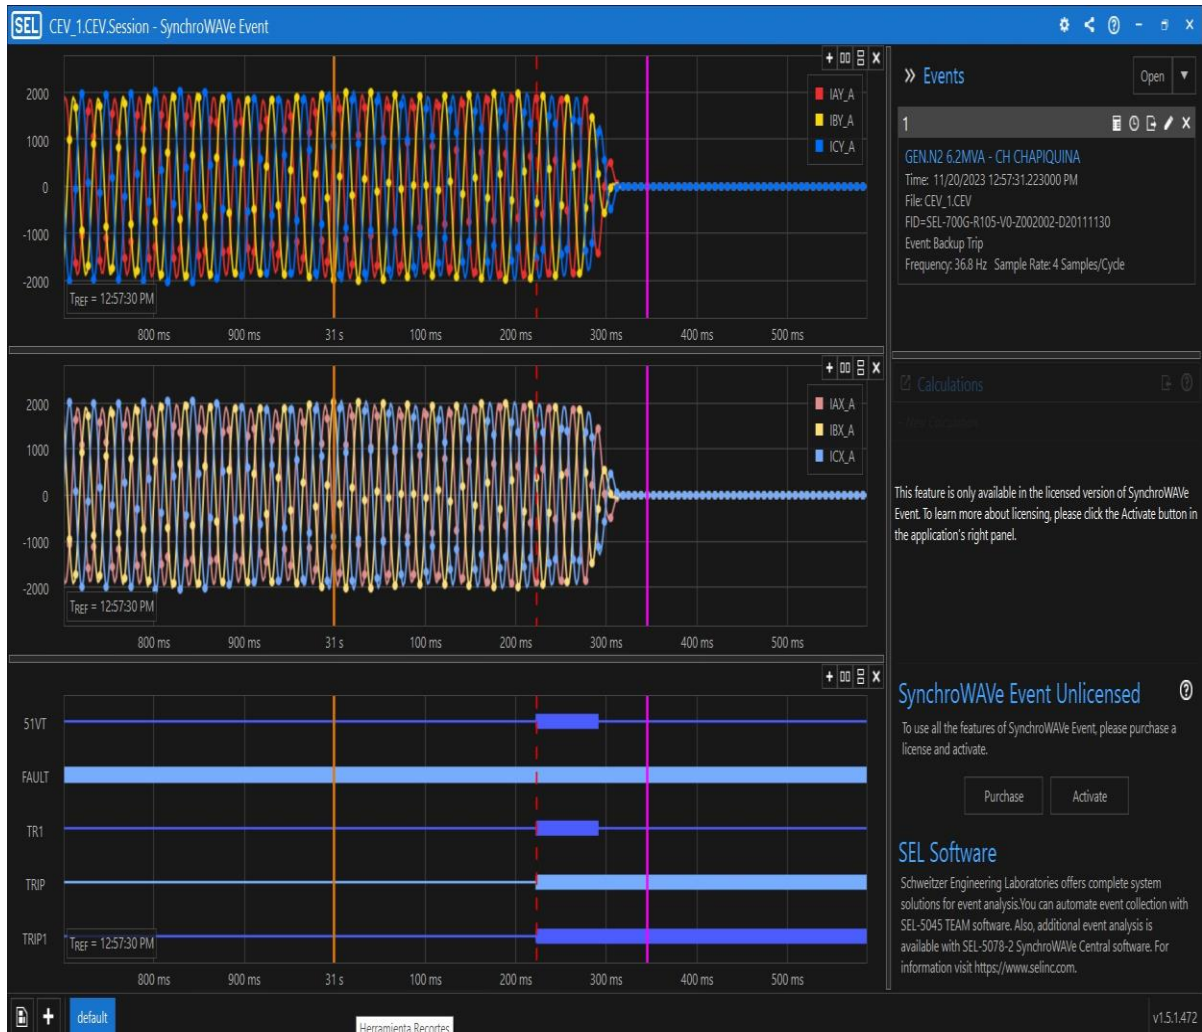 SEL CEV_1.CEV.Session - SynchroWAVe Event
2000
1000
0
-1000
-2000
IAY_A
IBY_A
ICY_A
TREF = 12:57:30 PM
800 ms 900 ms 31 s 100 ms 200 ms 300 ms 400 ms 500 ms
2000
1000
0
-1000
-2000
IAX_A
IBX_A
ICX_A
TREF = 12:57:30 PM
800 ms 900 ms 31 s 100 ms 200 ms 300 ms 400 ms 500 ms
51VT
FAULT
TR1
TRIP
TRIP1
TREF = 12:57:30 PM
800 ms 900 ms 31 s 100 ms 200 ms 300 ms 400 ms 500 ms
default
Herramienta Recortes
Events
Open
1
GEN.N2 6.2MVA - CH CHAPIQUINA
Time: 11/20/2023 12:57:31.223000 PM
File: CEV_1.CEV
FID=SEL-700G-R105-V0-Z002002-D20111130
Event: Backup Trip
Frequency: 36.8 Hz Sample Rate: 4 Samples/Cycle
Calculations
This feature is only available in the licensed version of SynchroWAVe
Event. To learn more about licensing, please click the Activate button in
the application's right panel.
SynchroWAVe Event Unlicensed
To use all the features of SynchroWAVe Event, please purchase a
license and activate.
Purchase Activate
SEL Software
Schweitzer Engineering Laboratories offers complete system
solutions for event analysis.You can automate event collection with
SEL-5045 TEAM software. Also, additional event analysis is
available with SEL-5078-2 SynchroWAVe Central software. For
information visit https://www.selinc.com.
v1.5.1.472